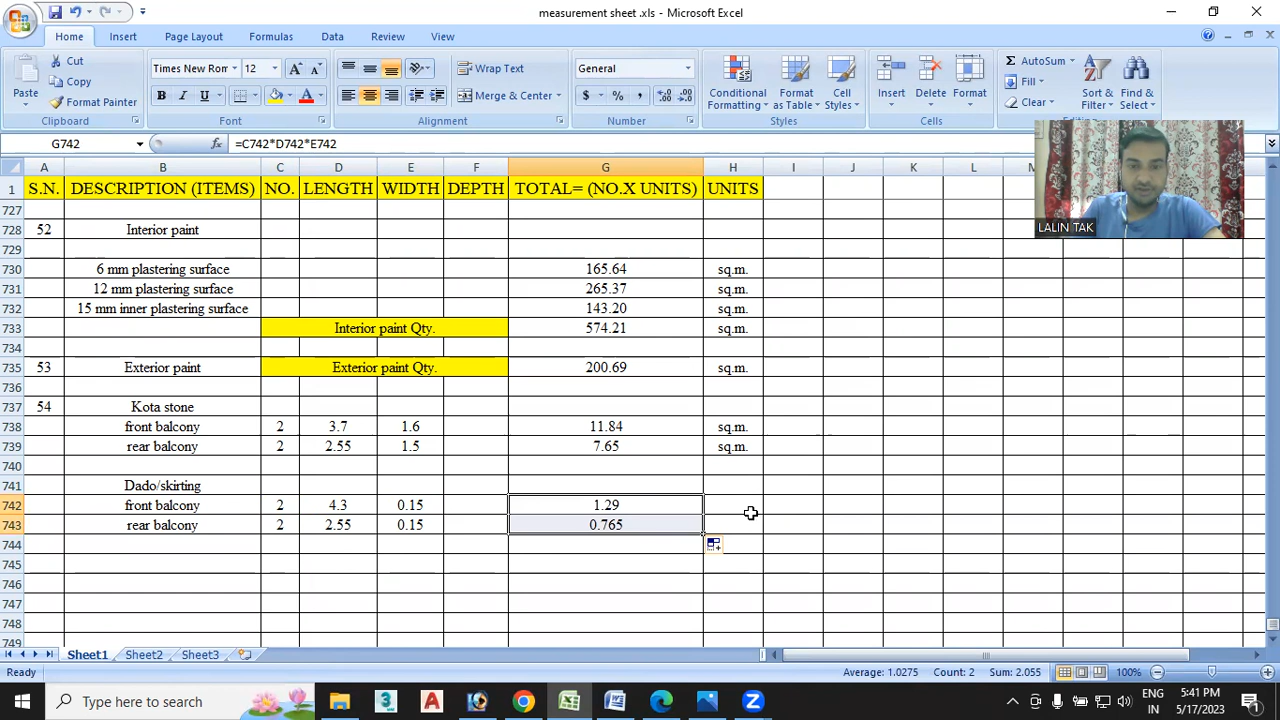 measurement sheet .xls - Microsoft Excel
Home Insert Page Layout Formulas Data Review View
Paste Cut Copy Format Painter
Times New Ron 12
B I U
Wrap Text
Merge & Center
General
$ % ,
Conditional Formatting Format as Table Cell Styles
Insert Delete Format
AutoSum Fill Clear
Sort & Filter Find & Select
Clipboard Font Alignment Number Styles Cells
G742 fx =C742*D742*E742
LALIN TAK
A B C D E F G H I J K L M
1 S.N. DESCRIPTION (ITEMS) NO. LENGTH WIDTH DEPTH TOTAL= (NO.X UNITS) UNITS
727
728 52 Interior paint
729
730 6 mm plastering surface 165.64 sq.m.
731 12 mm plastering surface 265.37 sq.m.
732 15 mm inner plastering surface 143.20 sq.m.
733 Interior paint Qty. 574.21 sq.m.
734
735 53 Exterior paint Exterior paint Qty. 200.69 sq.m.
736
737 54 Kota stone
738 front balcony 2 3.7 1.6 11.84 sq.m.
739 rear balcony 2 2.55 1.5 7.65 sq.m.
740
741 Dado/skirting
742 front balcony 2 4.3 0.15 1.29
743 rear balcony 2 2.55 0.15 0.765
744
745
746
747
748
749
Sheet1 Sheet2 Sheet3
Ready Average: 1.0275 Count: 2 Sum: 2.055 100%
Type here to search
ENG IN
5:41 PM
5/17/2023